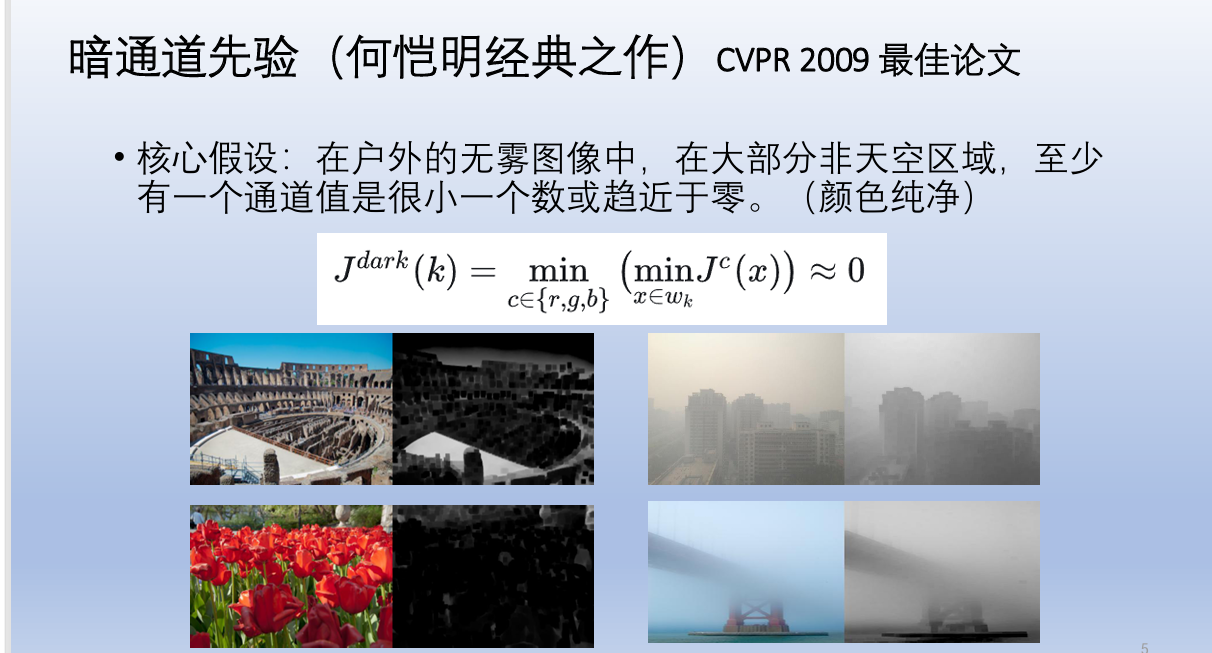 暗通道先验（何恺明经典之作）CVPR 2009 最佳论文
• 核心假设：在户外的无雾图像中，在大部分非天空区域，至少
有一个通道值是很小一个数或趋近于零。（颜色纯净）
J^{dark}(k) = \min_{c∈\{r,g,b\}} (\min_{x∈w_k} J^c(x)) ≈ 0
5